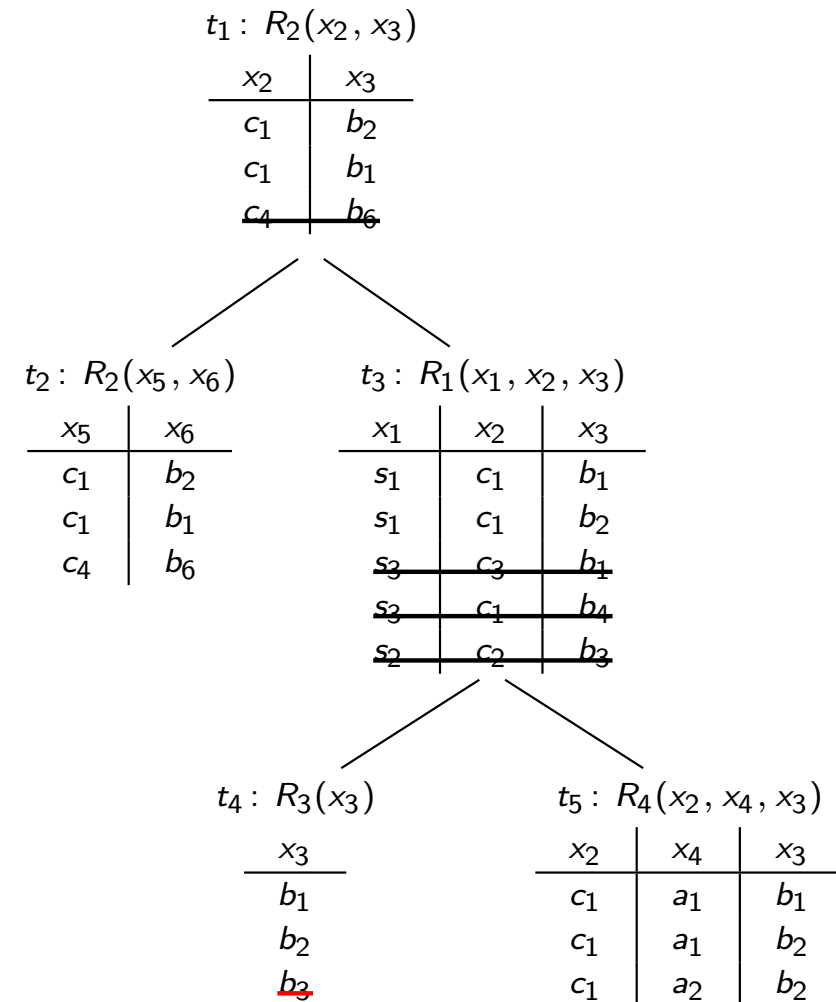 t₁ : R₂(x₂, x₃)
x₂ x₃
c₁ b₂
c₁ b₁
c₄ b₆
t₂ : R₂(x₅, x₆) t₃ : R₁(x₁, x₂, x₃)
x₅ x₆ x₁ x₂ x₃
c₁ b₂ s₁ c₁ b₁
c₁ b₁ s₁ c₁ b₂
c₄ b₆ s₃ c₃ b₁
s₃ c₁ b₄
s₂ c₂ b₃
t₄ : R₃(x₃) t₅ : R₄(x₂, x₄, x₃)
x₃ x₂ x₄ x₃
b₁ c₁ a₁ b₁
b₂ c₁ a₁ b₂
b₃ c₁ a₂ b₂